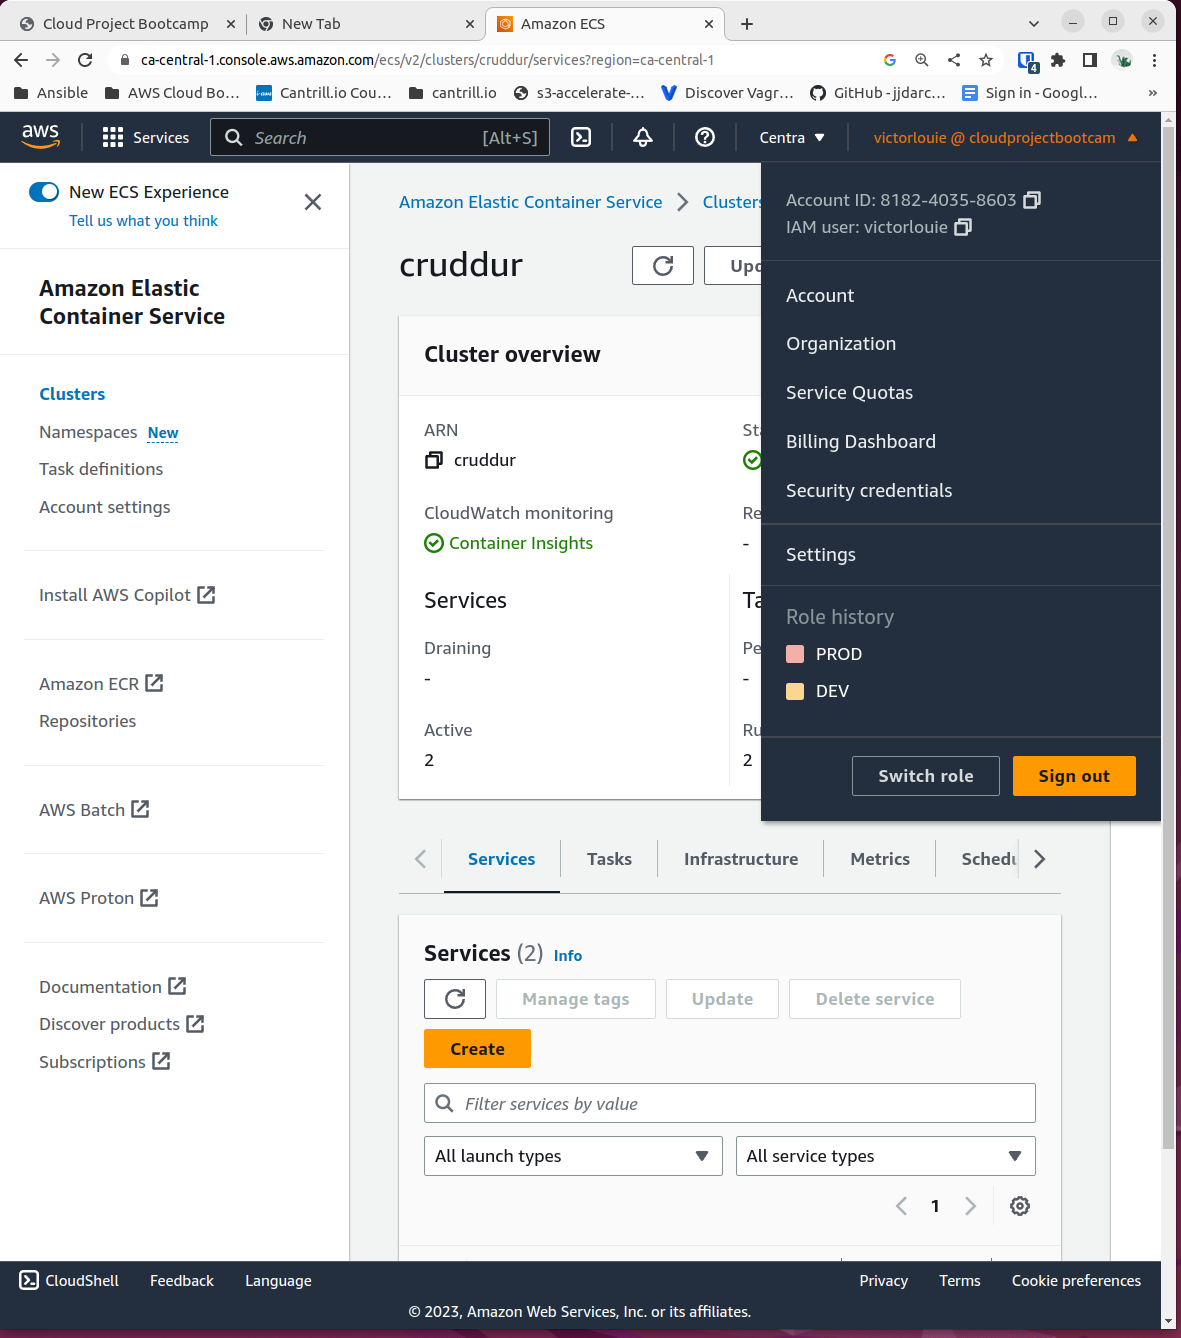 Cloud Project Bootcamp
New Tab
Amazon ECS
ca-central-1.console.aws.amazon.com/ecs/v2/clusters/cruddur/services?region=ca-central-1
4
Ansible
AWS Cloud Bo...
Cantrill.io Cou...
cantrill.io
s3-accelerate-...
Discover Vagr...
GitHub - jjdarc...
Sign in - Googl...
»
aws
Services
Search
[Alt+S]
Centra
victorlouie @ cloudprojectbootcam
New ECS Experience
Tell us what you think
Amazon Elastic
Container Service
Clusters
Namespaces New
Task definitions
Account settings
Install AWS Copilot
Amazon ECR
Repositories
AWS Batch
AWS Proton
Documentation
Discover products
Subscriptions
Amazon Elastic Container Service
Clusters
cruddur
Upd
Cluster overview
ARN
cruddur
Sta
CloudWatch monitoring
Container Insights
Re
-
Services
Draining
-
Active
2
Ta
Pe
-
Ru
2
Account ID: 8182-4035-8603
IAM user: victorlouie
Account
Organization
Service Quotas
Billing Dashboard
Security credentials
Settings
Role history
PROD
DEV
Switch role
Sign out
Services
Tasks
Infrastructure
Metrics
Schedu
Services (2) Info
Manage tags
Update
Delete service
Create
Filter services by value
All launch types
All service types
1
CloudShell
Feedback
Language
Privacy
Terms
Cookie preferences
© 2023, Amazon Web Services, Inc. or its affiliates.